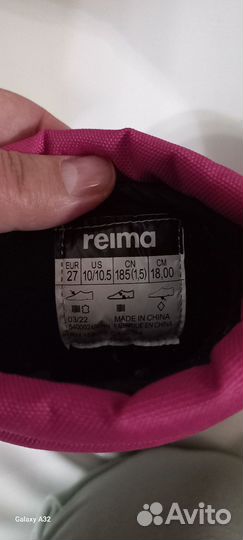 reima
EUR US CN CM
27 10/10.5 185(1,5) 18.00
03/22 MADE IN CHINA
Galaxy A32
Avito